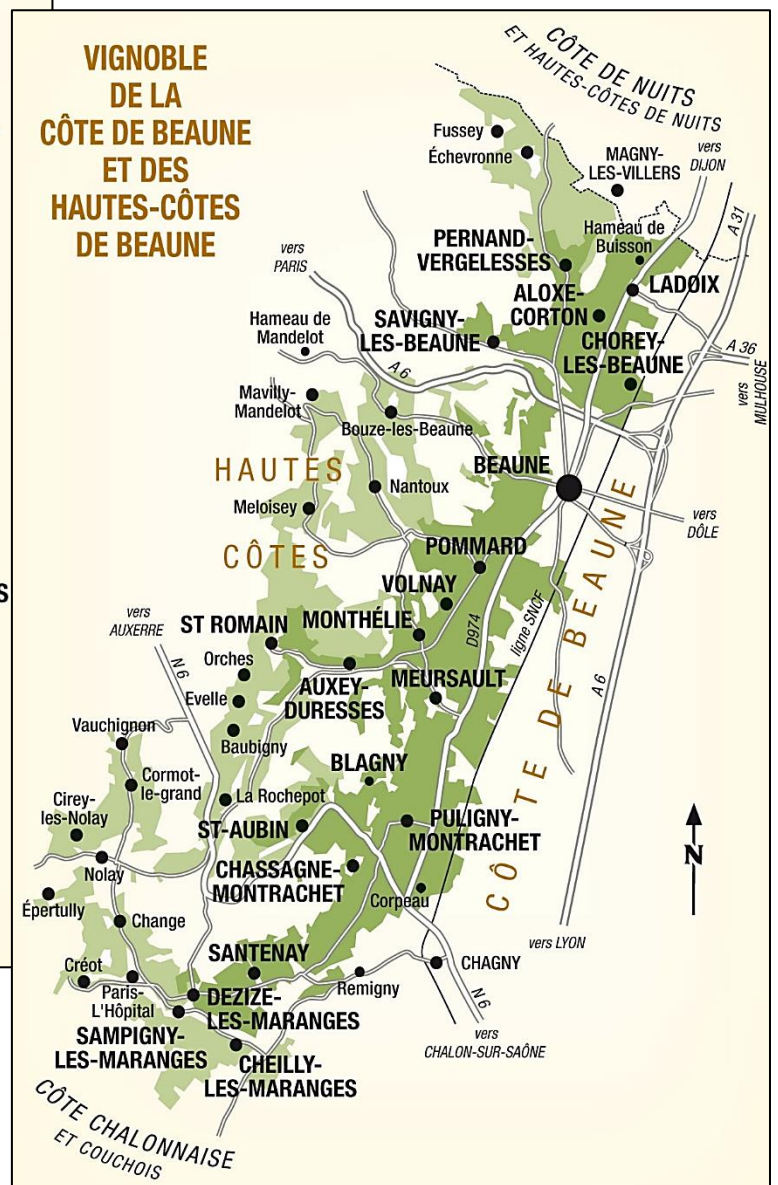 VIGNOBLE
DE LA
CÔTE DE BEAUNE
ET DES
HAUTES-CÔTES
DE BEAUNE
CÔTE DE NUITS
ET HAUTES-CÔTES DE NUITS
Fussey
Échevronne
MAGNY-
LES-VILLERS
vers
DIJON
A 31
Hameau de
Buisson
PERNAND-
VERGELESSES
LADOIX
vers
PARIS
ALOXE-
CORTON
SAVIGNY-
LES-BEAUNE
CHOREY-
LES-BEAUNE
A 36
vers
MULHOUSE
Hameau de
Mandelot
A 6
Mavilly-
Mandelot
Bouze-les-Beaune
BEAUNE
HAUTES
CÔTES
Nantoux
Meloisey
vers
DÔLE
POMMARD
VOLNAY
MONTHÉLIE
D974
ligne SNCF
CÔTE DE BEAUNE
A 6
S
vers
AUXERRE
N6
ST ROMAIN
Orches
AUXEY-
DURESSES
MEURSAULT
Evelle
Baubigny
Vauchignon
BLAGNY
Cormot-
le-grand
La Rochepot
Cirey-
les-Nolay
ST-AUBIN
PULIGNY-
MONTRACHET
Nolay
CHASSAGNE-
MONTRACHET
Corpeau
N
Épertully
Change
vers LYON
SANTENAY
CHAGNY
Créot
Paris-
L'Hôpital
Remigny
N6
DEZIZE-
LES-MARANGES
SAMPIGNY-
LES-MARANGES
CHEILLY-
LES-MARANGES
vers
CHALON-SUR-SAÔNE
CÔTE CHALONNAISE
ET COUCHOIS